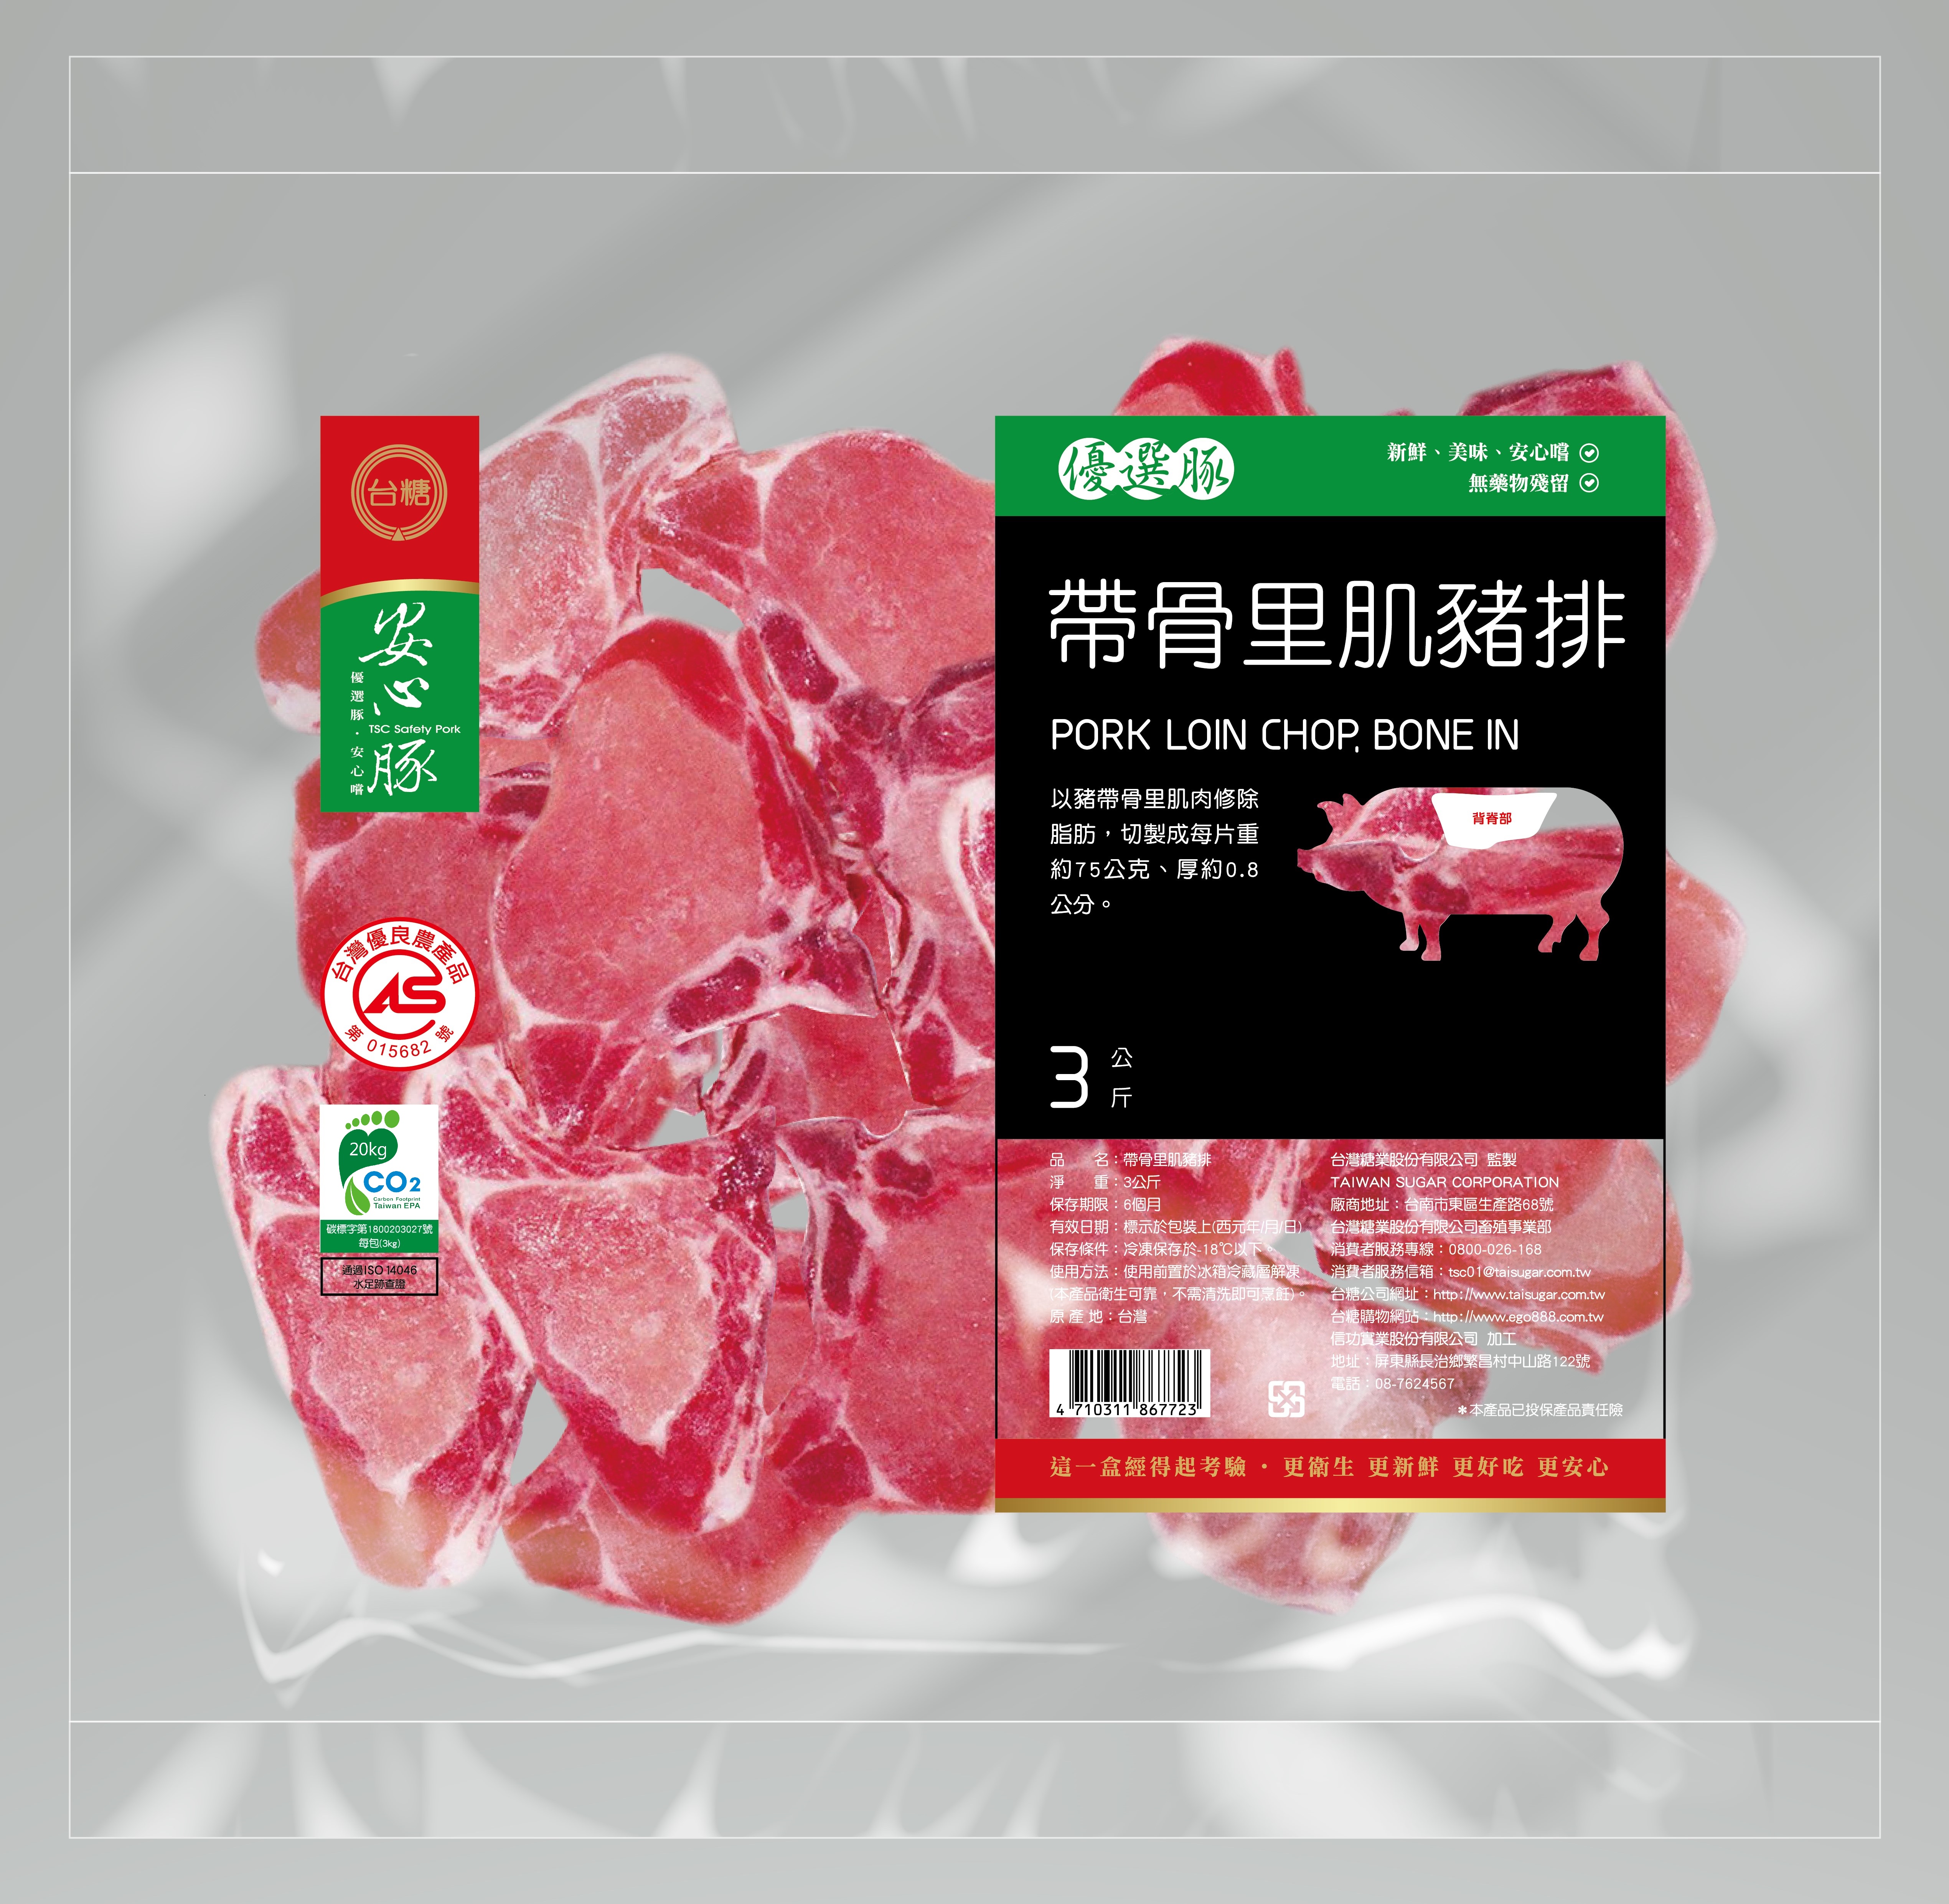 台糖
安心豚
優選豚・安心嚐
TSC Safety Pork
台灣優良農產品
CAS
第 015682 號
20kg
CO2
Carbon Footprint
Taiwan EPA
碳標字第1800203027號
每包(3kg)
通過ISO 14046
水足跡查證
優選豚
新鮮、美味、安心嚐
無藥物殘留
帶骨里肌豬排
PORK LOIN CHOP, BONE IN
以豬帶骨里肌肉修除
脂肪，切製成每片重
約75公克、厚約0.8
公分。
背脊部
3 公斤
品　　名：帶骨里肌豬排
淨　　重：3公斤
保存期限：6個月
有效日期：標示於包裝上(西元年/月/日)
保存條件：冷凍保存於-18℃以下。
使用方法：使用前置於冰箱冷藏層解凍
(本產品衛生可靠，不需清洗即可烹飪)。
原 產 地：台灣
4 710311 867723
台灣糖業股份有限公司 監製
TAIWAN SUGAR CORPORATION
廠商地址：台南市東區生產路68號
台灣糖業股份有限公司畜殖事業部
消費者服務專線：0800-026-168
消費者服務信箱：tsc01@taisugar.com.tw
台糖公司網址：http://www.taisugar.com.tw
台糖購物網站：http://www.ego888.com.tw
信功實業股份有限公司 加工
地址：屏東縣長治鄉繁昌村中山路122號
電話：08-7624567
＊本產品已投保產品責任險
這一盒經得起考驗・更衛生 更新鮮 更好吃 更安心